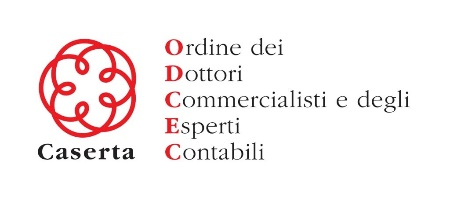 Ordine dei
Dottori
Commercialisti e degli
Esperti
Contabili
Caserta